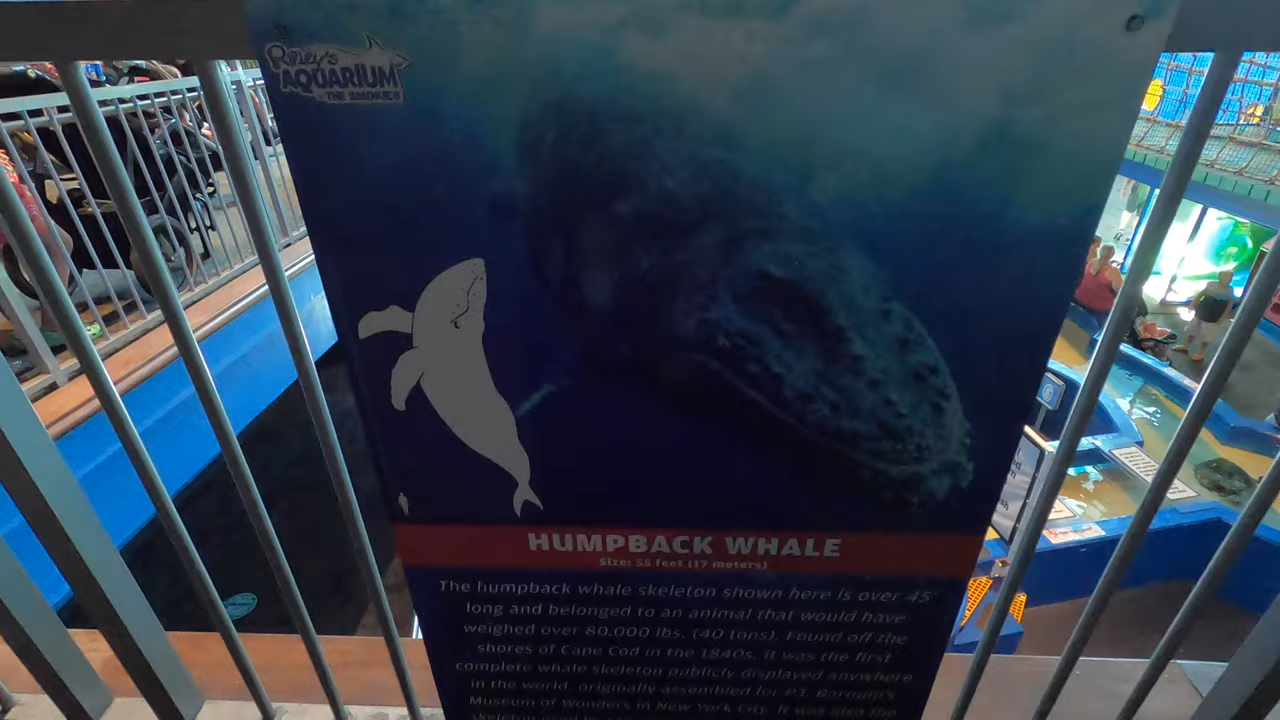 Ripley's
AQUARIUM
OF THE SMOKIES
HUMPBACK WHALE
Size: 55 feet (17 meters)
The humpback whale skeleton shown here is over 45'
long and belonged to an animal that would have
weighed over 80,000 lbs. (40 tons). Found off the
shores of Cape Cod in the 1840s, it was the first
complete whale skeleton publicly displayed anywhere
in the world, originally assembled for P.T. Barnum's
Museum of Wonders in New York City. It was also the